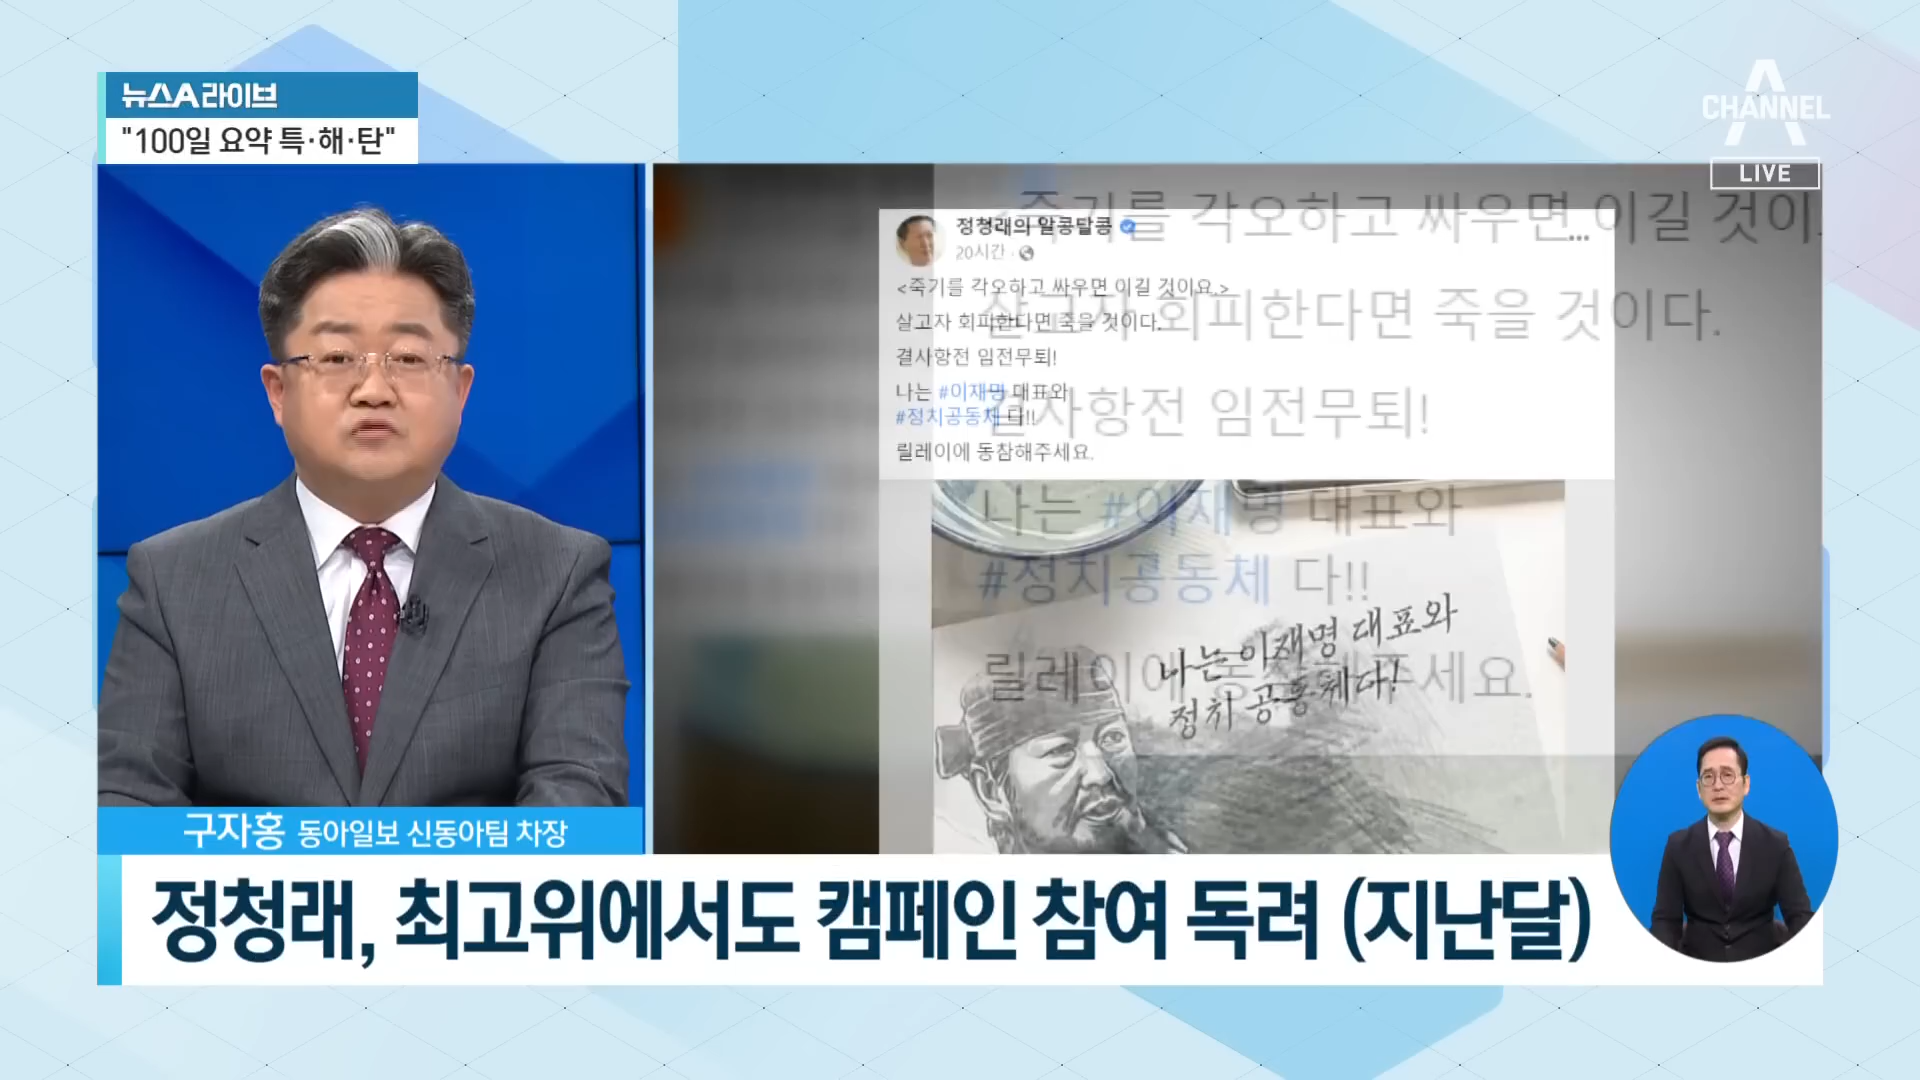 뉴스A 라이브
"100일 요약 특·해·탄"
CHANNEL A
LIVE
정청래의 알콩달콩
20시간 ·
<죽기를 각오하고 싸우면 이길 것이요.>
살고자 회피한다면 죽을 것이다.
결사항전 임전무퇴!
나는 #이재명 대표와
#정치공동체 다!!
릴레이에 동참해주세요.
<죽기를 각오하고 싸우면 이길 것이
살고자 회피한다면 죽을 것이다.
결사항전 임전무퇴!
나는 #이재명 대표와
#정치공동체 다!!
릴레이에 동참해주세요.
나는 이재명 대표와
정치 공동체다!
구자홍 동아일보 신동아팀 차장
정청래, 최고위에서도 캠페인 참여 독려 (지난달)